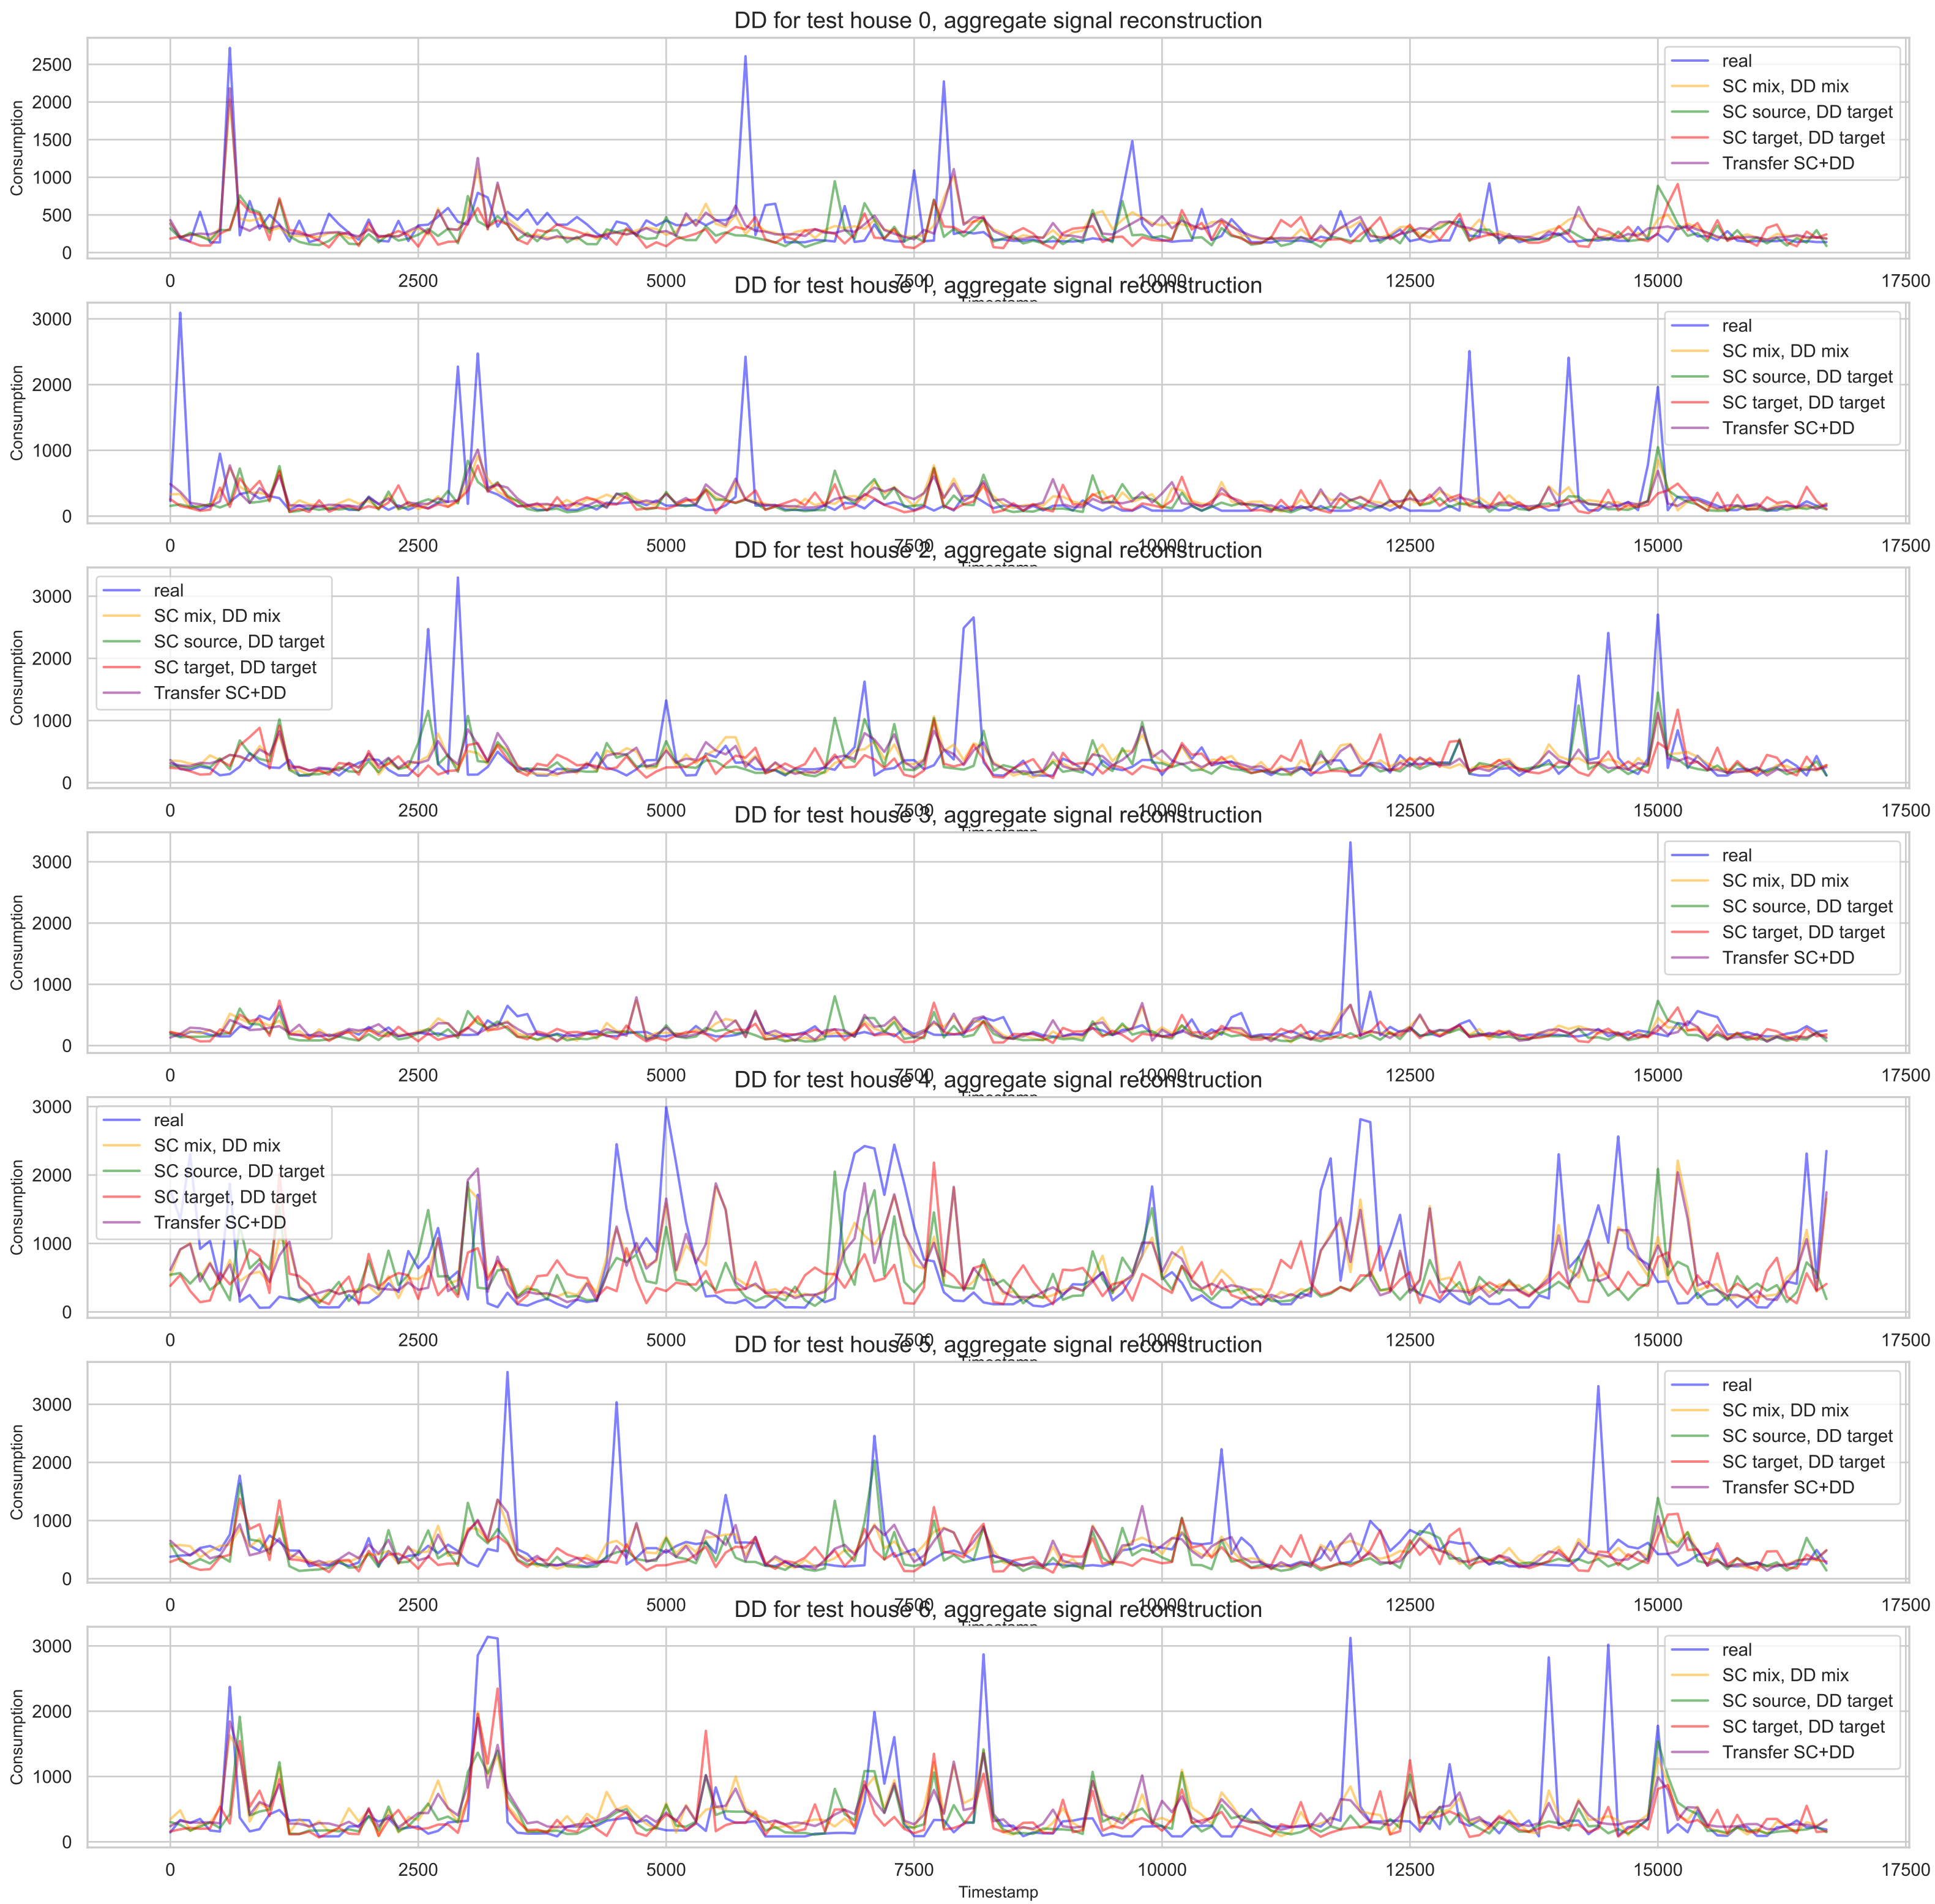 DD for test house 0, aggregate signal reconstruction
Consumption
2500
2000
1500
1000
500
0
real
SC mix, DD mix
SC source, DD target
SC target, DD target
Transfer SC+DD
0 2500 5000 7500 10000 12500 15000 17500
Timestamp
DD for test house 1, aggregate signal reconstruction
Consumption
3000
2000
1000
0
real
SC mix, DD mix
SC source, DD target
SC target, DD target
Transfer SC+DD
0 2500 5000 7500 10000 12500 15000 17500
Timestamp
DD for test house 2, aggregate signal reconstruction
Consumption
3000
2000
1000
0
real
SC mix, DD mix
SC source, DD target
SC target, DD target
Transfer SC+DD
0 2500 5000 7500 10000 12500 15000 17500
Timestamp
DD for test house 3, aggregate signal reconstruction
Consumption
3000
2000
1000
0
real
SC mix, DD mix
SC source, DD target
SC target, DD target
Transfer SC+DD
0 2500 5000 7500 10000 12500 15000 17500
Timestamp
DD for test house 4, aggregate signal reconstruction
Consumption
3000
2000
1000
0
real
SC mix, DD mix
SC source, DD target
SC target, DD target
Transfer SC+DD
0 2500 5000 7500 10000 12500 15000 17500
Timestamp
DD for test house 5, aggregate signal reconstruction
Consumption
3000
2000
1000
0
real
SC mix, DD mix
SC source, DD target
SC target, DD target
Transfer SC+DD
0 2500 5000 7500 10000 12500 15000 17500
Timestamp
DD for test house 6, aggregate signal reconstruction
Consumption
3000
2000
1000
0
real
SC mix, DD mix
SC source, DD target
SC target, DD target
Transfer SC+DD
0 2500 5000 7500 10000 12500 15000 17500
Timestamp